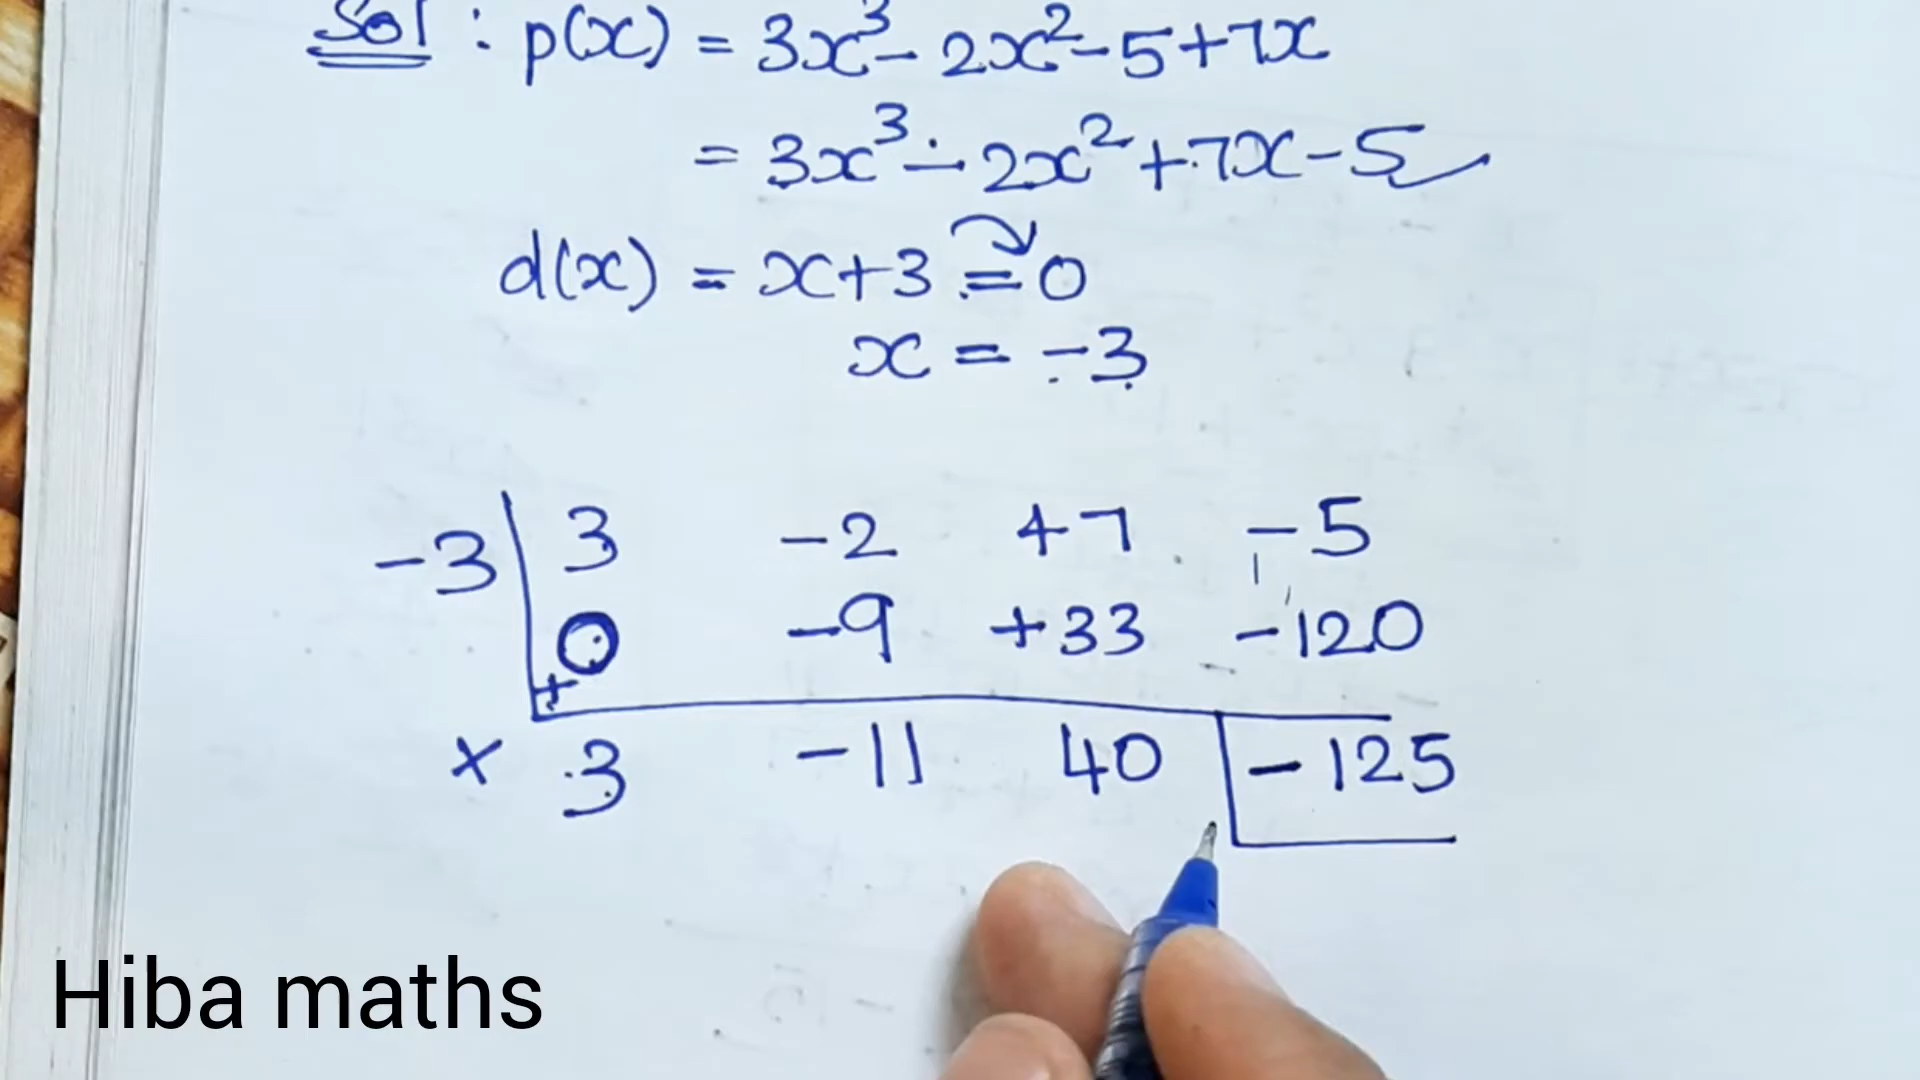 Sol : p(x) = 3x³ - 2x² - 5 + 7x
= 3x³ - 2x² + 7x - 5
d(x) = x + 3 = 0
x = -3
-3 | 3 -2 +7 -5
0 -9 +33 -120
+
x 3 -11 40 | -125
Hiba maths